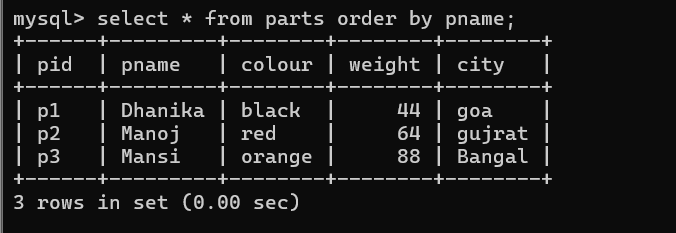 mysql> select * from parts order by pname;
+------+---------+--------+--------+--------+
| pid  | pname   | colour | weight | city   |
+------+---------+--------+--------+--------+
| p1   | Dhanika | black  |     44 | goa    |
| p2   | Manoj   | red    |     64 | gujrat |
| p3   | Mansi   | orange |     88 | Bangal |
+------+---------+--------+--------+--------+
3 rows in set (0.00 sec)